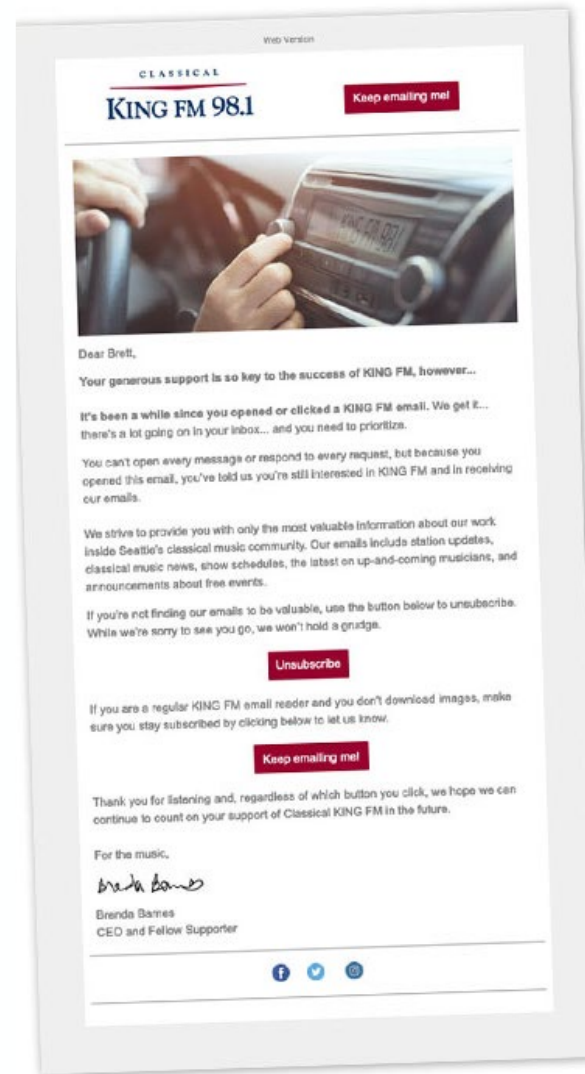 Web Version
CLASSICAL
KING FM 98.1
Keep emailing me!
KING FM 98.1
Dear Brett,
Your generous support is so key to the success of KING FM, however...
It's been a while since you opened or clicked a KING FM email. We get it...
there's a lot going on in your inbox... and you need to prioritize.
You can't open every message or respond to every request, but because you
opened this email, you've told us you're still interested in KING FM and in receiving
our emails.
We strive to provide you with only the most valuable information about our work
inside Seattle's classical music community. Our emails include station updates,
classical music news, show schedules, the latest on up-and-coming musicians, and
announcements about free events.
If you're not finding our emails to be valuable, use the button below to unsubscribe.
While we're sorry to see you go, we won't hold a grudge.
Unsubscribe
If you are a regular KING FM email reader and you don't download images, make
sure you stay subscribed by clicking below to let us know.
Keep emailing me!
Thank you for listening and, regardless of which button you click, we hope we can
continue to count on your support of Classical KING FM in the future.
For the music,
Brenda Barnes
Brenda Barnes
CEO and Fellow Supporter